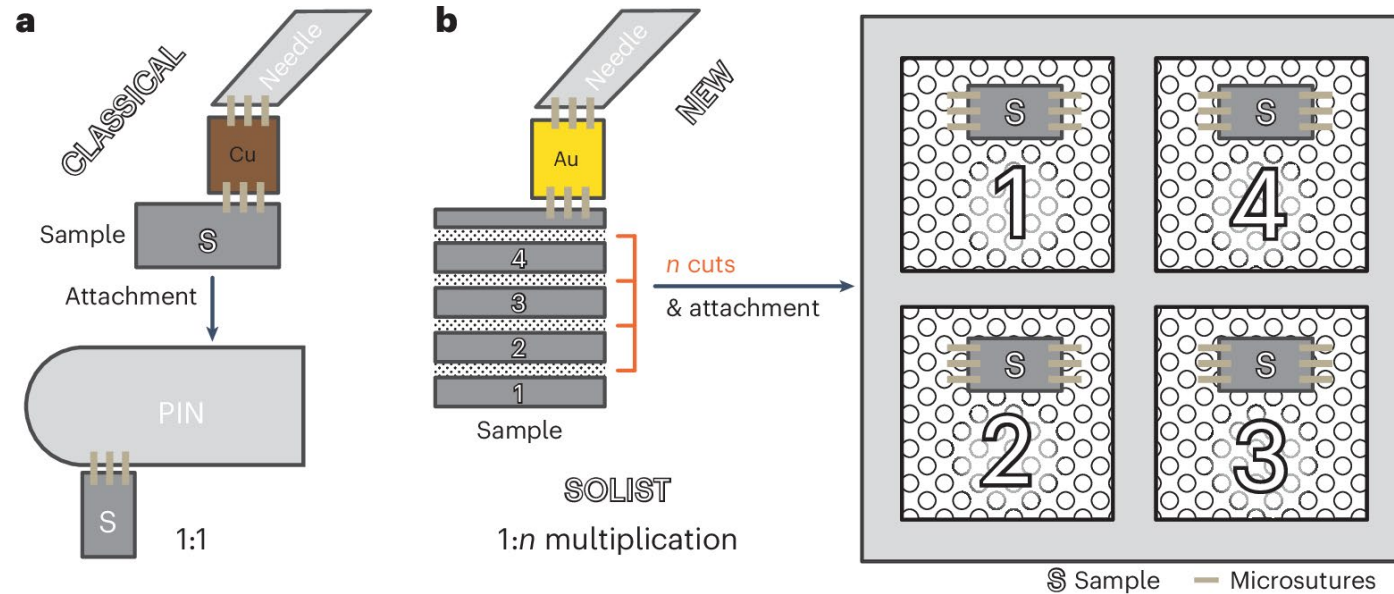 a
CLASSICAL
Needle
Cu
Sample
S
Attachment
PIN
S
1:1
b
NEW
Needle
Au
4
3
2
1
Sample
n cuts
& attachment
SOLIST
1:n multiplication
S
1
S
4
S
2
S
3
S Sample
Microsutures